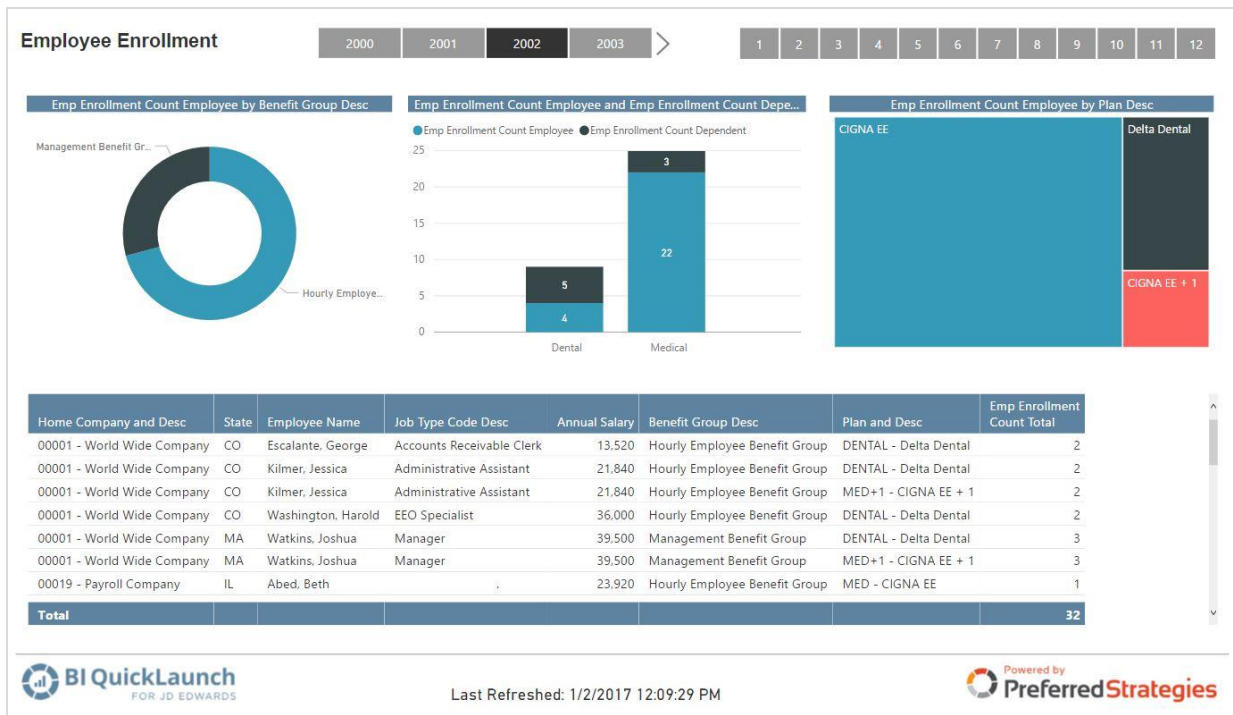 Employee Enrollment
2000 2001 2002 2003
1 2 3 4 5 6 7 8 9 10 11 12
Emp Enrollment Count Employee by Benefit Group Desc
Management Benefit Gr...
Hourly Employe...
Emp Enrollment Count Employee and Emp Enrollment Count Depe...
Emp Enrollment Count Employee Emp Enrollment Count Dependent
25
20
15
10
5
0
3
22
5
4
Dental Medical
Emp Enrollment Count Employee by Plan Desc
CIGNA EE
Delta Dental
CIGNA EE + 1
Home Company and Desc State Employee Name Job Type Code Desc Annual Salary Benefit Group Desc Plan and Desc Emp Enrollment
Count Total
00001 - World Wide Company CO Escalante, George Accounts Receivable Clerk 13,520 Hourly Employee Benefit Group DENTAL - Delta Dental 2
00001 - World Wide Company CO Kilmer, Jessica Administrative Assistant 21,840 Hourly Employee Benefit Group DENTAL - Delta Dental 2
00001 - World Wide Company CO Kilmer, Jessica Administrative Assistant 21,840 Hourly Employee Benefit Group MED+1 - CIGNA EE + 1 2
00001 - World Wide Company CO Washington, Harold EEO Specialist 36,000 Hourly Employee Benefit Group DENTAL - Delta Dental 2
00001 - World Wide Company MA Watkins, Joshua Manager 39,500 Management Benefit Group DENTAL - Delta Dental 3
00001 - World Wide Company MA Watkins, Joshua Manager 39,500 Management Benefit Group MED+1 - CIGNA EE + 1 3
00019 - Payroll Company IL Abed, Beth . 23,920 Hourly Employee Benefit Group MED - CIGNA EE 1
Total 32
BI QuickLaunch
FOR JD EDWARDS
Last Refreshed: 1/2/2017 12:09:29 PM
Powered by
Preferred Strategies